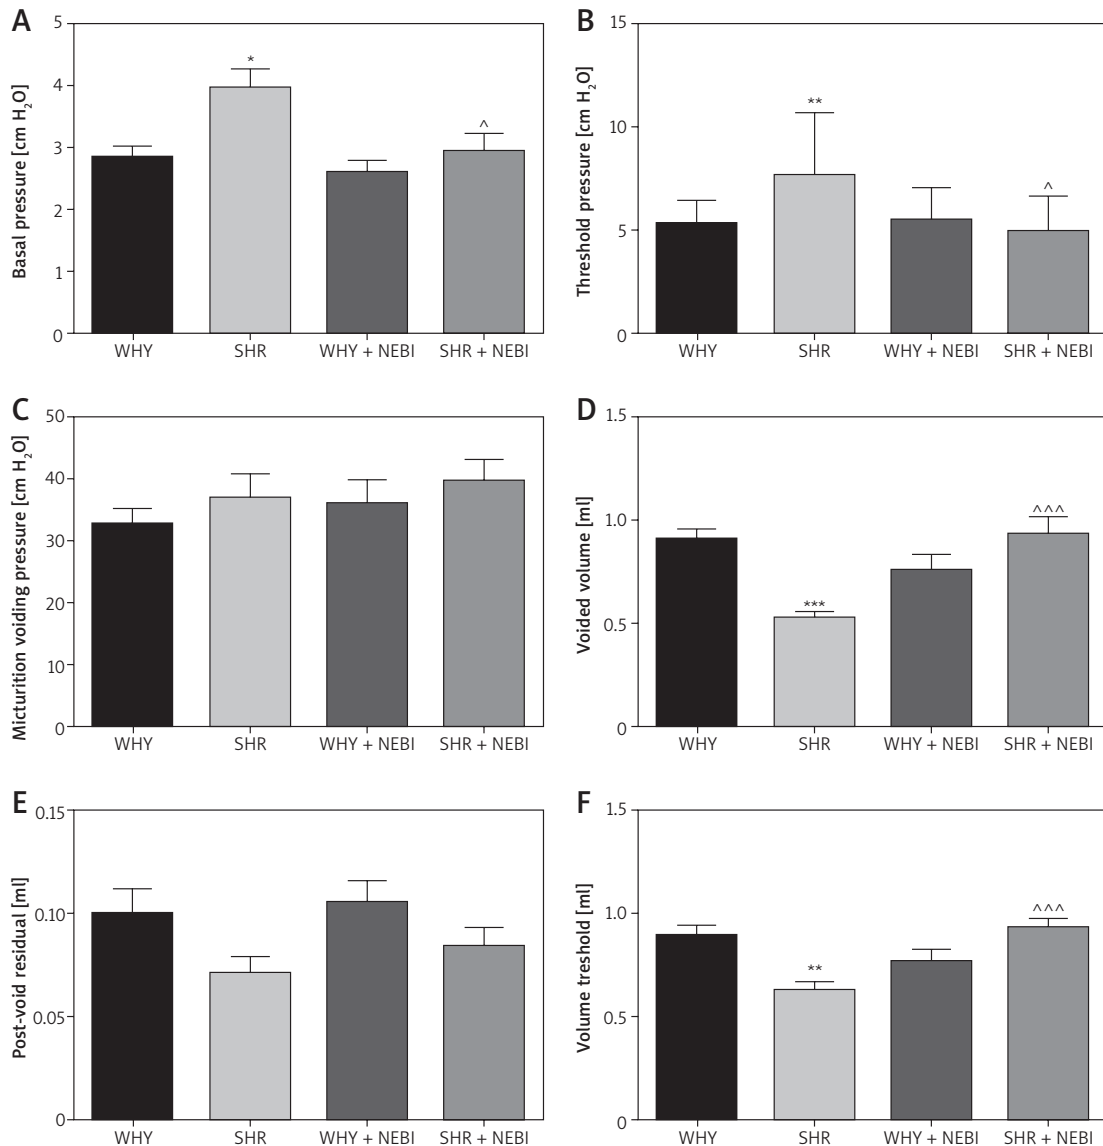 A
Basal pressure [cm H₂O]
5
4
3
2
1
0
*
^
WHY
SHR
WHY + NEBI
SHR + NEBI
B
Threshold pressure [cm H₂O]
15
10
5
0
**
^
WHY
SHR
WHY + NEBI
SHR + NEBI
C
Micturition voiding pressure [cm H₂O]
50
40
30
20
10
0
WHY
SHR
WHY + NEBI
SHR + NEBI
D
Voided volume [ml]
1.5
1.0
0.5
0
***
^^^
WHY
SHR
WHY + NEBI
SHR + NEBI
E
Post-void residual [ml]
0.15
0.10
0.05
0
WHY
SHR
WHY + NEBI
SHR + NEBI
F
Volume treshold [ml]
1.5
1.0
0.5
0
**
^^^
WHY
SHR
WHY + NEBI
SHR + NEBI